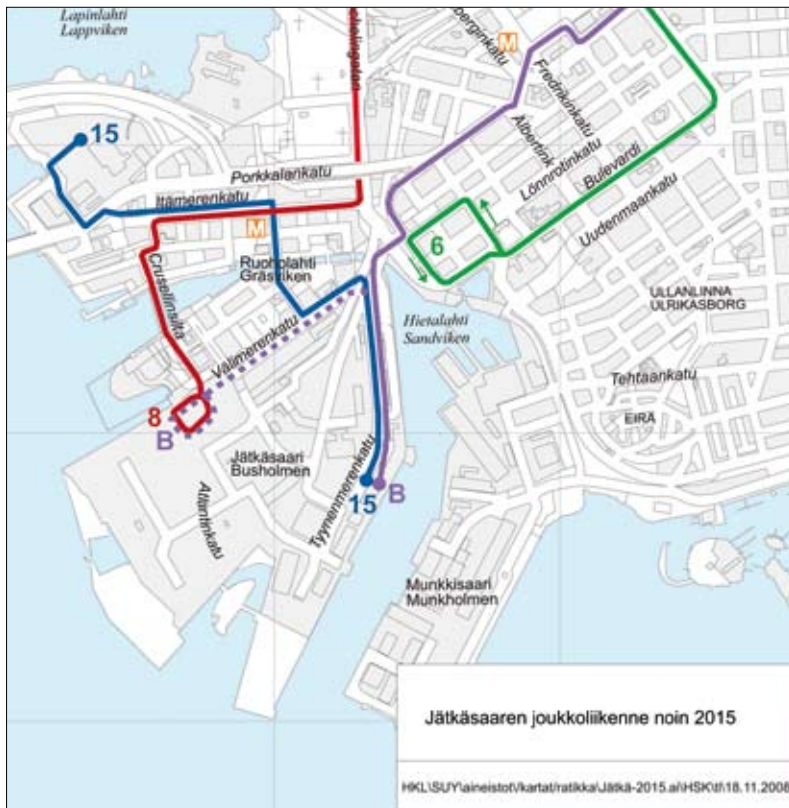 Lapinlahti
Lappviken
chelingatan
berginkatu
M
Fredrikinkatu
15
Albertink
Lönnrotinkatu
Bulevardi
Porkkalankatu
Itämerenkatu
Uudenmaankatu
M
6
Ruoholahti
Gräsviken
Crusellinsilta
ULLANLINNA
ULRIKASBORG
Hietalahti
Sandviken
Välimerenkatu
Tehtaankatu
8
B
EIRA
Jätkäsaari
Busholmen
Tyynenmerenkatu
Atlantinkatu
15
B
Munkkisaari
Munkholmen
Jätkäsaaren joukkoliikenne noin 2015
HKL\SUY\aineistot\/kartat/ratikka\Jätkä-2015.ai\HSK\tl\18.11.2008